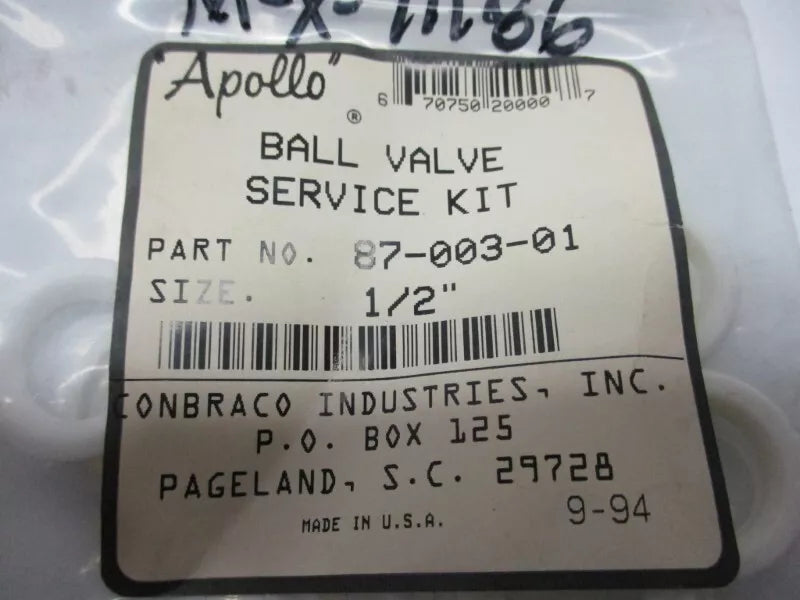 "Apollo"®
6 70750 20000 7
BALL VALVE
SERVICE KIT
PART NO. 87-003-01
SIZE. 1/2"
CONBRACO INDUSTRIES, INC.
P.O. BOX 125
PAGELAND, S.C. 29728
MADE IN U.S.A. 9-94